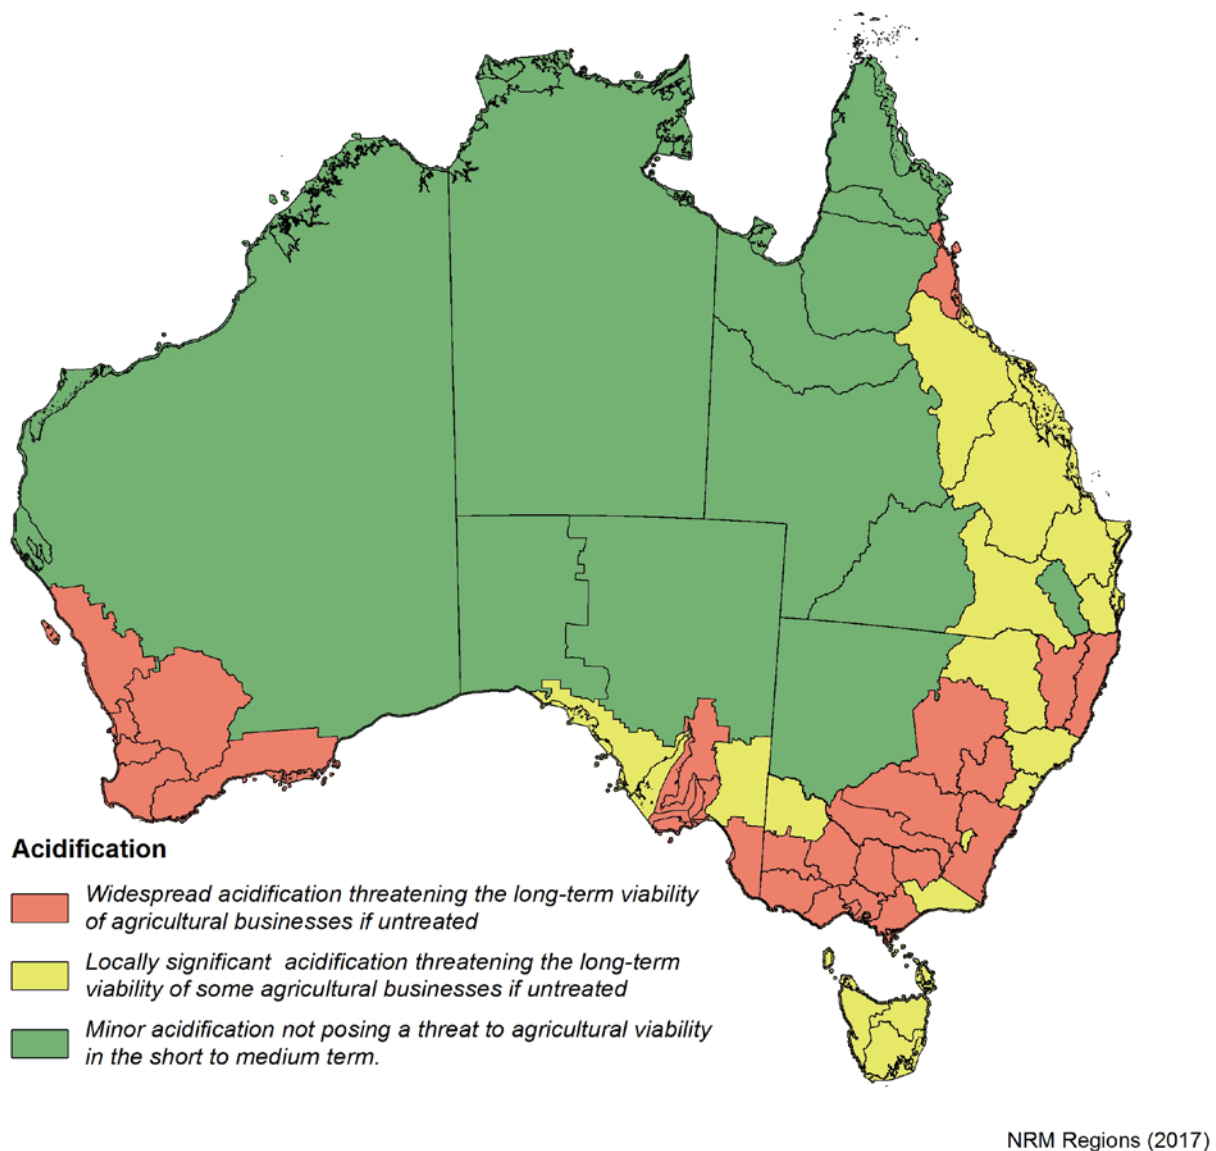 Acidification
Widespread acidification threatening the long-term viability
of agricultural businesses if untreated
Locally significant  acidification threatening the long-term
viability of some agricultural businesses if untreated
Minor acidification not posing a threat to agricultural viability
in the short to medium term.
NRM Regions (2017)